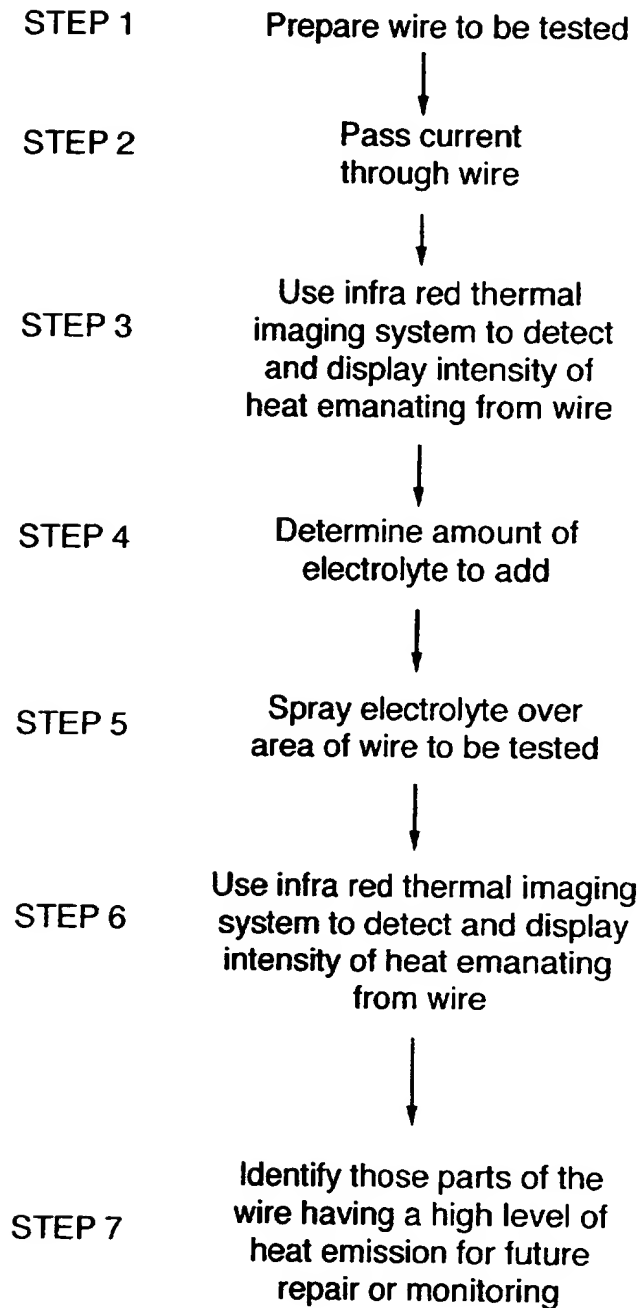 STEP 1
Prepare wire to be tested
STEP 2
Pass current
through wire
STEP 3
Use infra red thermal
imaging system to detect
and display intensity of
heat emanating from wire
STEP 4
Determine amount of
electrolyte to add
STEP 5
Spray electrolyte over
area of wire to be tested
STEP 6
Use infra red thermal imaging
system to detect and display
intensity of heat emanating
from wire
STEP 7
Identify those parts of the
wire having a high level of
heat emission for future
repair or monitoring